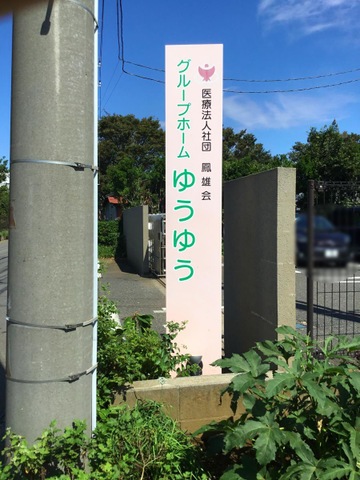 医療法人社団 鳳雄会
グループホーム
ゆうゆう